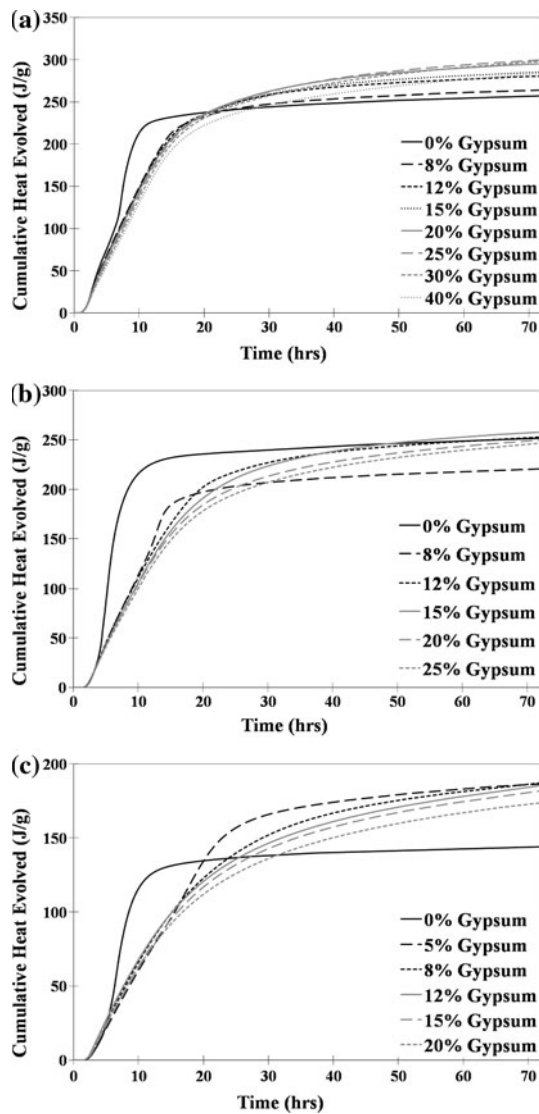 (a)
350
300
250
200
150
100
50
0
Cumulative Heat Evolved (J/g)
0% Gypsum
8% Gypsum
12% Gypsum
15% Gypsum
20% Gypsum
25% Gypsum
30% Gypsum
40% Gypsum
0 10 20 30 40 50 60 70
Time (hrs)
(b)
300
250
200
150
100
50
0
Cumulative Heat Evolved (J/g)
0% Gypsum
8% Gypsum
12% Gypsum
15% Gypsum
20% Gypsum
25% Gypsum
0 10 20 30 40 50 60 70
Time (hrs)
(c)
200
150
100
50
0
Cumulative Heat Evolved (J/g)
0% Gypsum
5% Gypsum
8% Gypsum
12% Gypsum
15% Gypsum
20% Gypsum
0 10 20 30 40 50 60 70
Time (hrs)